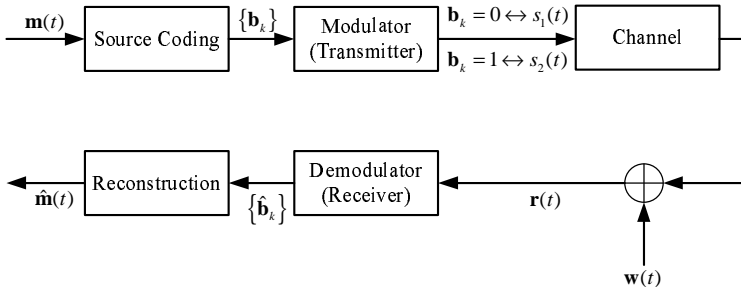 m(t)
Source Coding
{b_k}
Modulator
(Transmitter)
b_k = 0 ↔ s_1(t)
b_k = 1 ↔ s_2(t)
Channel
m̂(t)
Reconstruction
{b̂_k}
Demodulator
(Receiver)
r(t)
w(t)